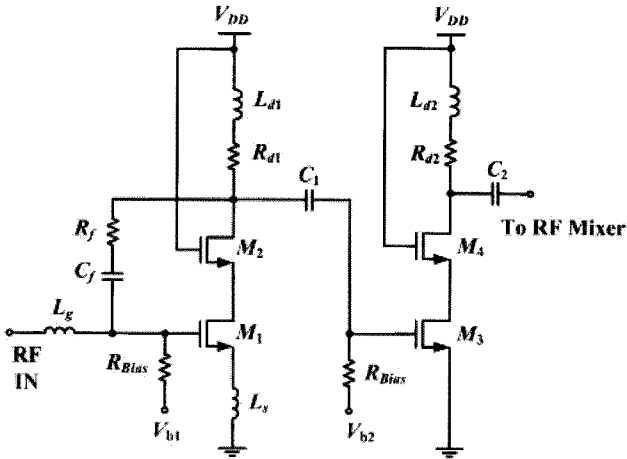 V_DD
V_DD
L_d1
L_d2
R_d1
R_d2
C_1
C_2
R_f
To RF Mixer
M_2
M_4
C_f
L_g
M_1
M_3
RF
IN
R_Bias
R_Bias
L_s
V_b1
V_b2